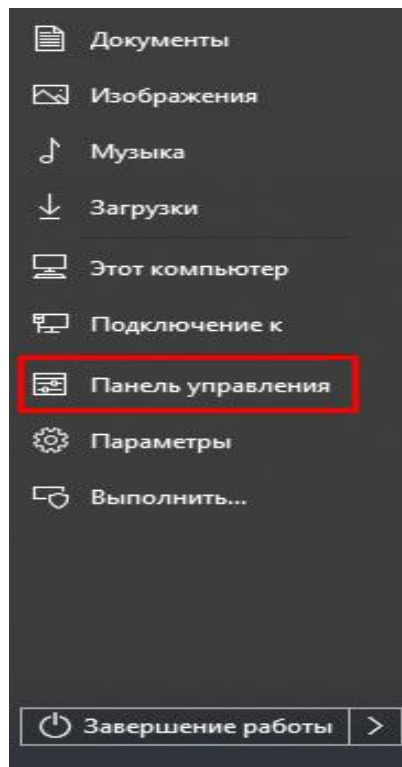 Документы
Изображения
Музыка
Загрузки
Этот компьютер
Подключение к
Панель управления
Параметры
Выполнить...
Завершение работы